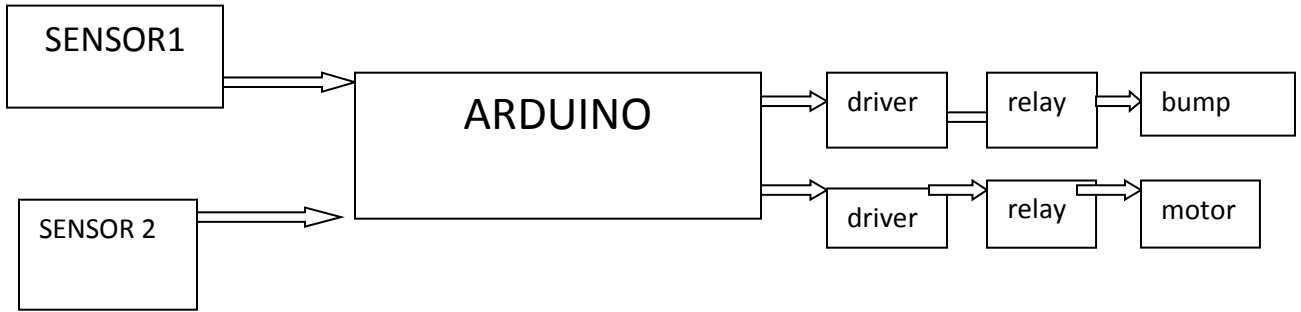 SENSOR1
ARDUINO
driver
relay
bump
SENSOR 2
driver
relay
motor